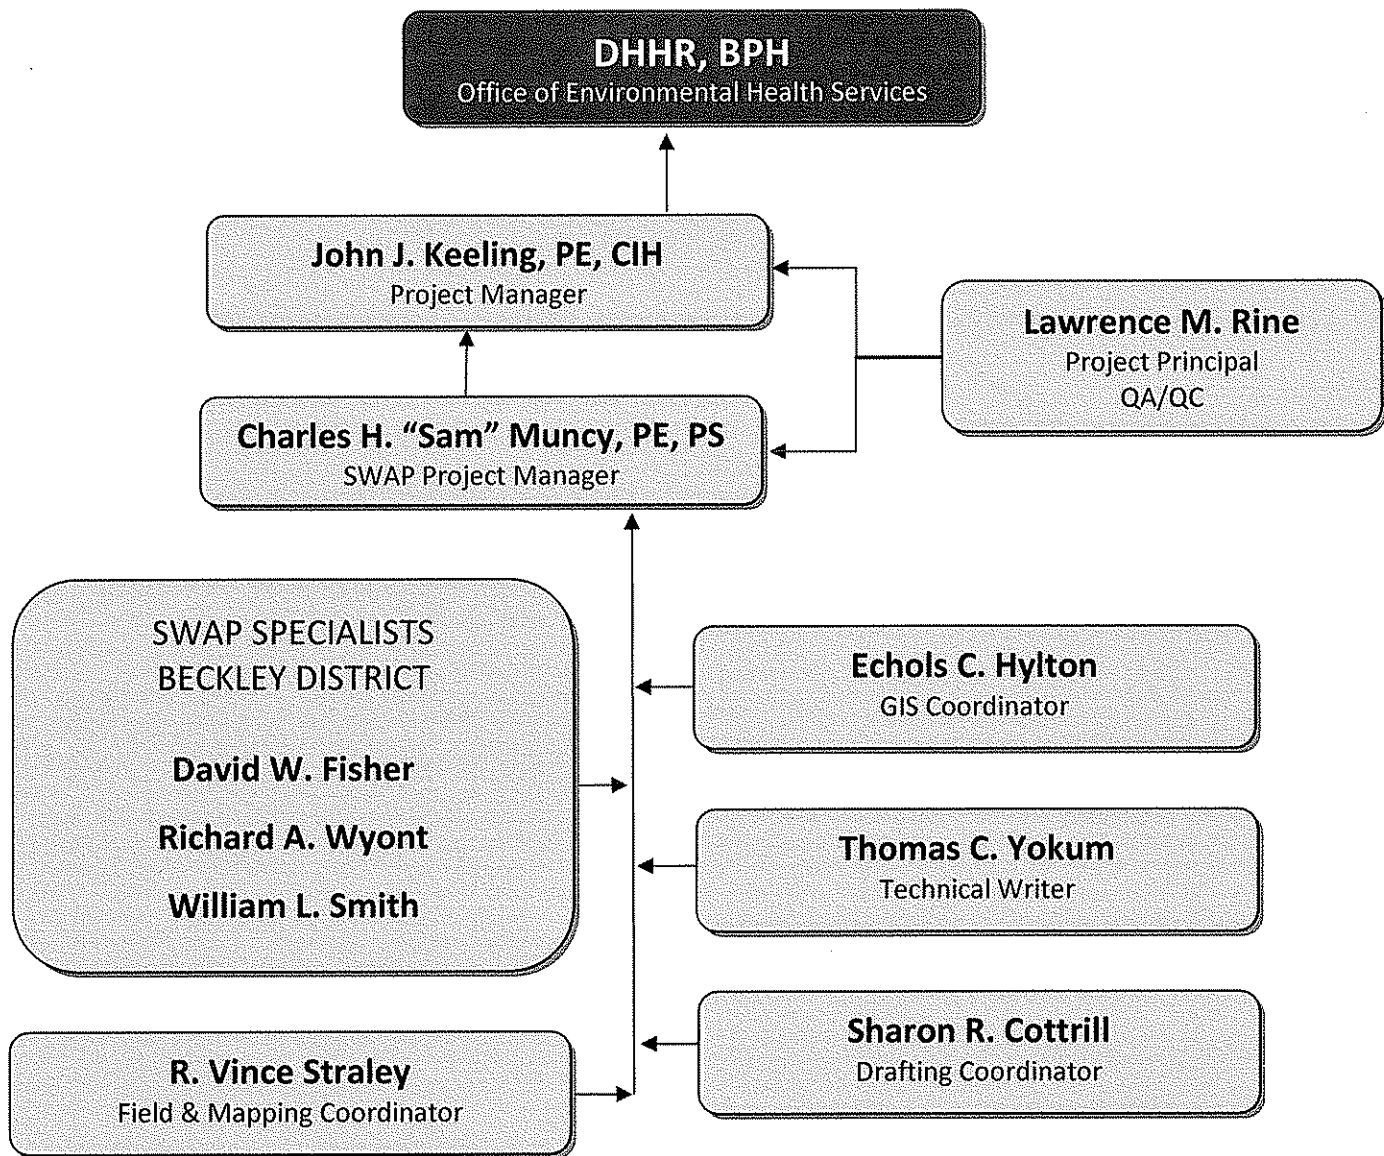 DHHR, BPH
Office of Environmental Health Services
John J. Keeling, PE, CIH
Project Manager
Lawrence M. Rine
Project Principal
QA/QC
Charles H. “Sam” Muncy, PE, PS
SWAP Project Manager
SWAP SPECIALISTS
BECKLEY DISTRICT
David W. Fisher
Richard A. Wyont
William L. Smith
Echols C. Hylton
GIS Coordinator
Thomas C. Yokum
Technical Writer
Sharon R. Cottrill
Drafting Coordinator
R. Vince Straley
Field & Mapping Coordinator